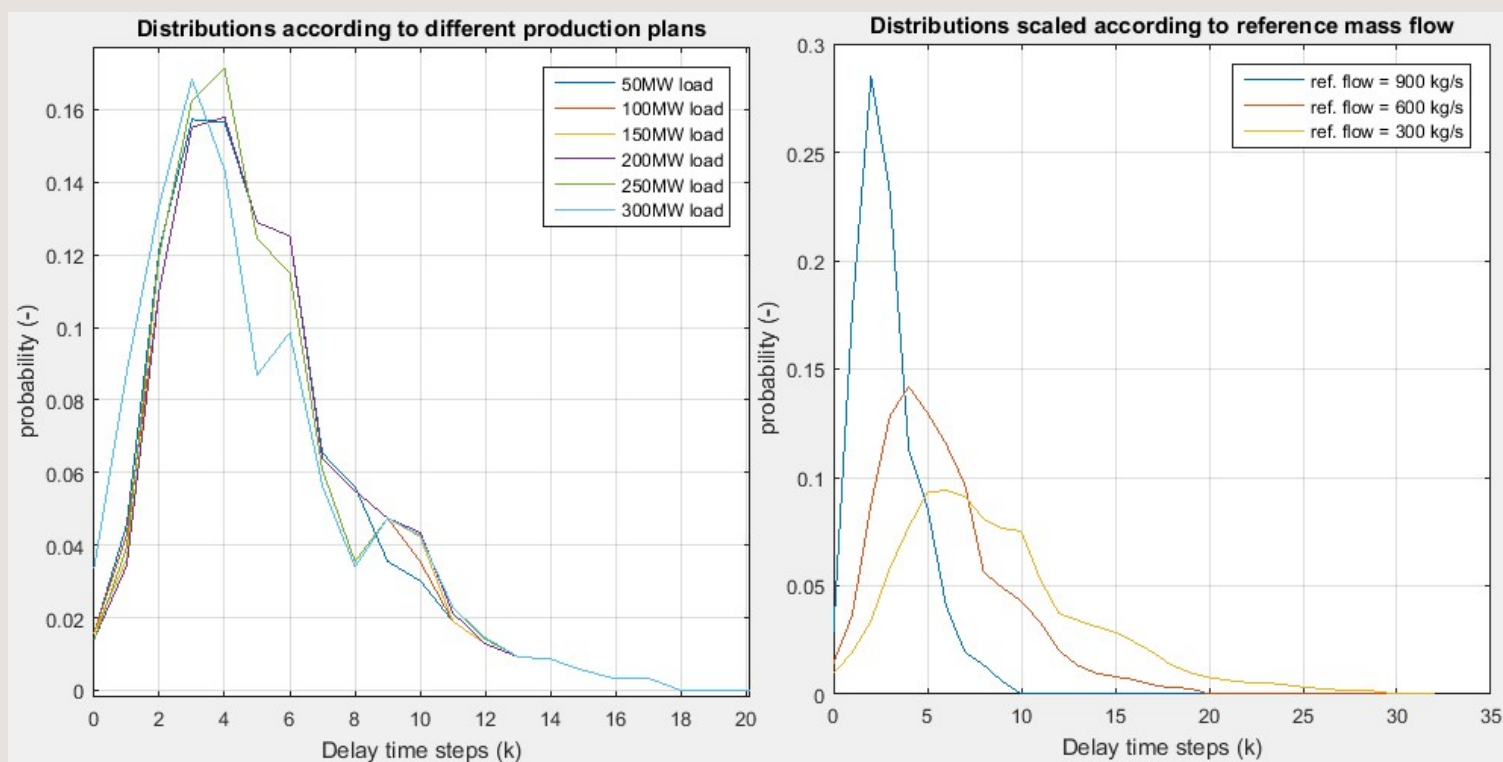 Distributions according to different production plans
50MW load
100MW load
150MW load
200MW load
250MW load
300MW load
probability (-)
0.16
0.14
0.12
0.1
0.08
0.06
0.04
0.02
0
0 2 4 6 8 10 12 14 16 18 20
Delay time steps (k)
Distributions scaled according to reference mass flow
ref. flow = 900 kg/s
ref. flow = 600 kg/s
ref. flow = 300 kg/s
probability (-)
0.3
0.25
0.2
0.15
0.1
0.05
0
0 5 10 15 20 25 30 35
Delay time steps (k)